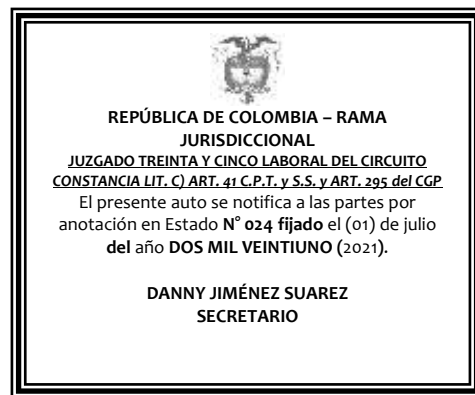 REPÚBLICA DE COLOMBIA – RAMA
JURISDICCIONAL
JUZGADO TREINTA Y CINCO LABORAL DEL CIRCUITO
CONSTANCIA LIT. C) ART. 41 C.P.T. y S.S. y ART. 295 del CGP
El presente auto se notifica a las partes por
anotación en Estado N° 024 fijado el (01) de julio
del año DOS MIL VEINTIUNO (2021).
DANNY JIMÉNEZ SUAREZ
SECRETARIO